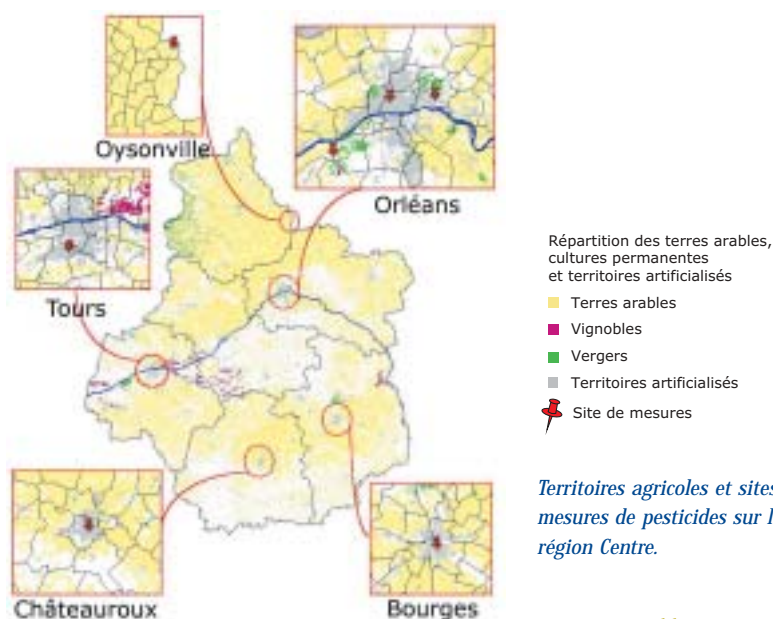 Oysonville
Orléans
Tours
Châteauroux
Bourges
Répartition des terres arables,
cultures permanentes
et territoires artificialisés
Terres arables
Vignobles
Vergers
Territoires artificialisés
Site de mesures
Territoires agricoles et sites
mesures de pesticides sur l
région Centre.